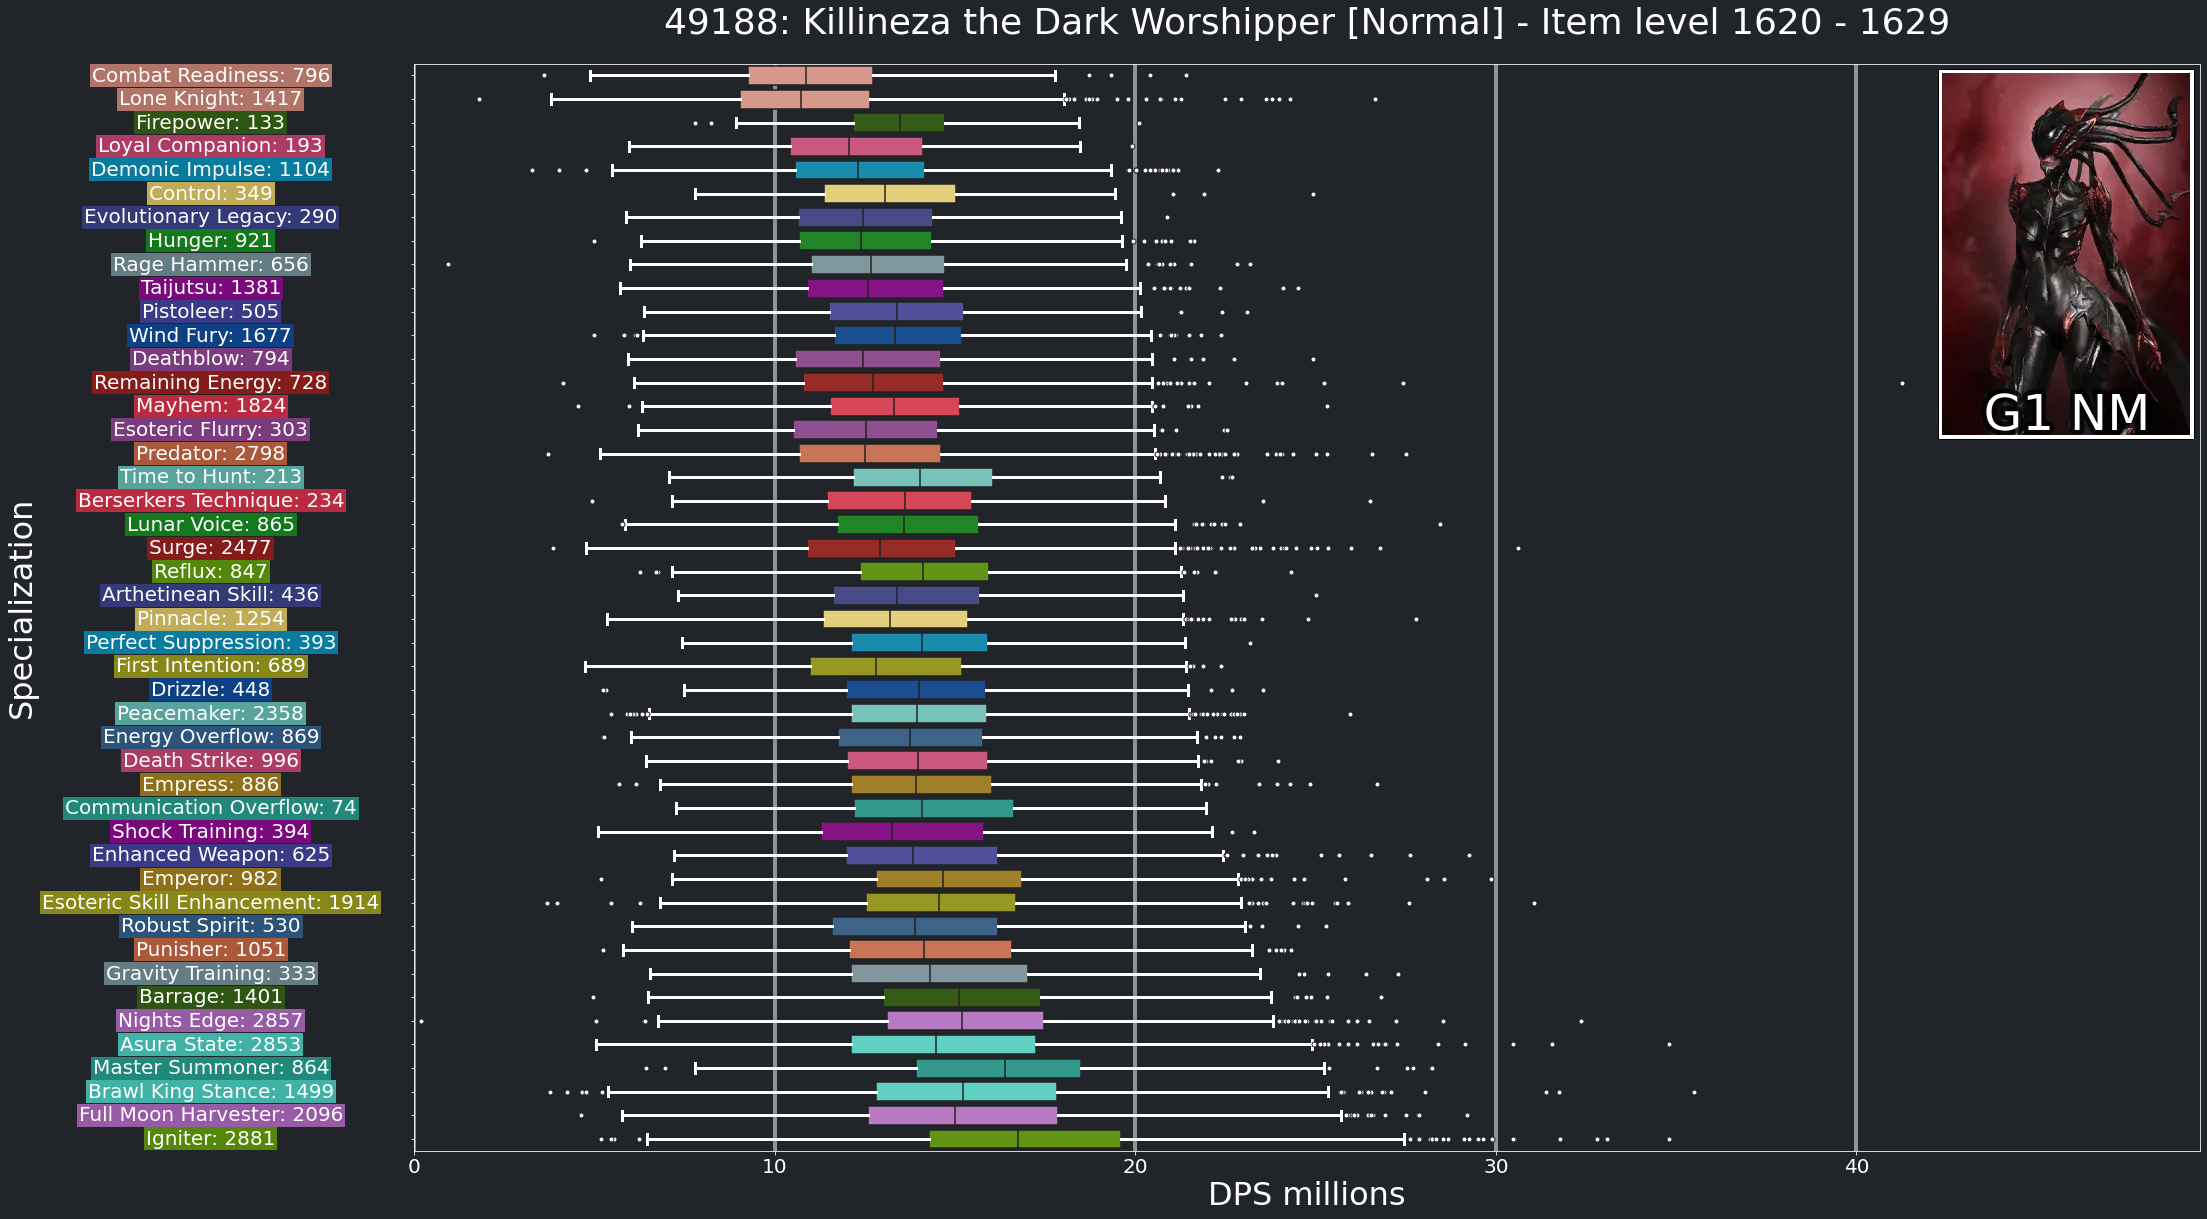 49188: Killineza the Dark Worshipper [Normal] - Item level 1620 - 1629
Specialization
Combat Readiness: 796
Lone Knight: 1417
Firepower: 133
Loyal Companion: 193
Demonic Impulse: 1104
Control: 349
Evolutionary Legacy: 290
Hunger: 921
Rage Hammer: 656
Taijutsu: 1381
Pistoleer: 505
Wind Fury: 1677
Deathblow: 794
Remaining Energy: 728
Mayhem: 1824
Esoteric Flurry: 303
Predator: 2798
Time to Hunt: 213
Berserkers Technique: 234
Lunar Voice: 865
Surge: 2477
Reflux: 847
Arthetinean Skill: 436
Pinnacle: 1254
Perfect Suppression: 393
First Intention: 689
Drizzle: 448
Peacemaker: 2358
Energy Overflow: 869
Death Strike: 996
Empress: 886
Communication Overflow: 74
Shock Training: 394
Enhanced Weapon: 625
Emperor: 982
Esoteric Skill Enhancement: 1914
Robust Spirit: 530
Punisher: 1051
Gravity Training: 333
Barrage: 1401
Nights Edge: 2857
Asura State: 2853
Master Summoner: 864
Brawl King Stance: 1499
Full Moon Harvester: 2096
Igniter: 2881
G1 NM
0 10 20 30 40
DPS millions